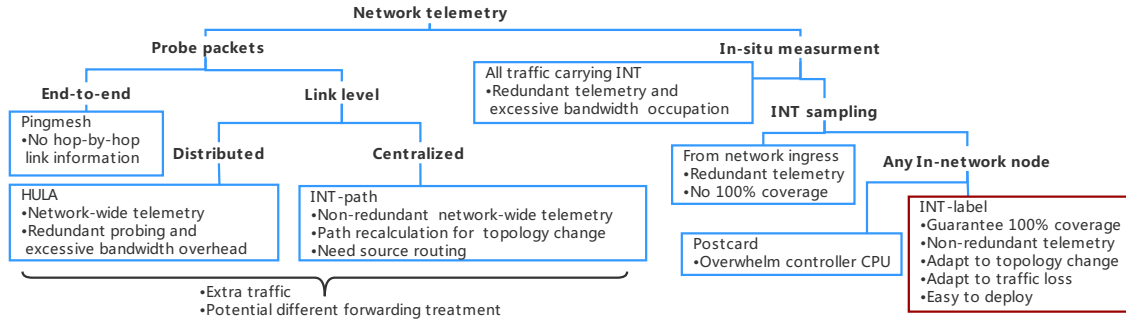 Network telemetry
Probe packets
In-situ measurment
End-to-end
Link level
All traffic carrying INT
•Redundant telemetry and
excessive bandwidth occupation
INT sampling
Pingmesh
•No hop-by-hop
link information
Distributed
Centralized
From network ingress
•Redundant telemetry
•No 100% coverage
Any In-network node
HULA
•Network-wide telemetry
•Redundant probing and
excessive bandwidth overhead
INT-path
•Non-redundant network-wide telemetry
•Path recalculation for topology change
•Need source routing
Postcard
•Overwhelm controller CPU
INT-label
•Guarantee 100% coverage
•Non-redundant telemetry
•Adapt to topology change
•Adapt to traffic loss
•Easy to deploy
•Extra traffic
•Potential different forwarding treatment